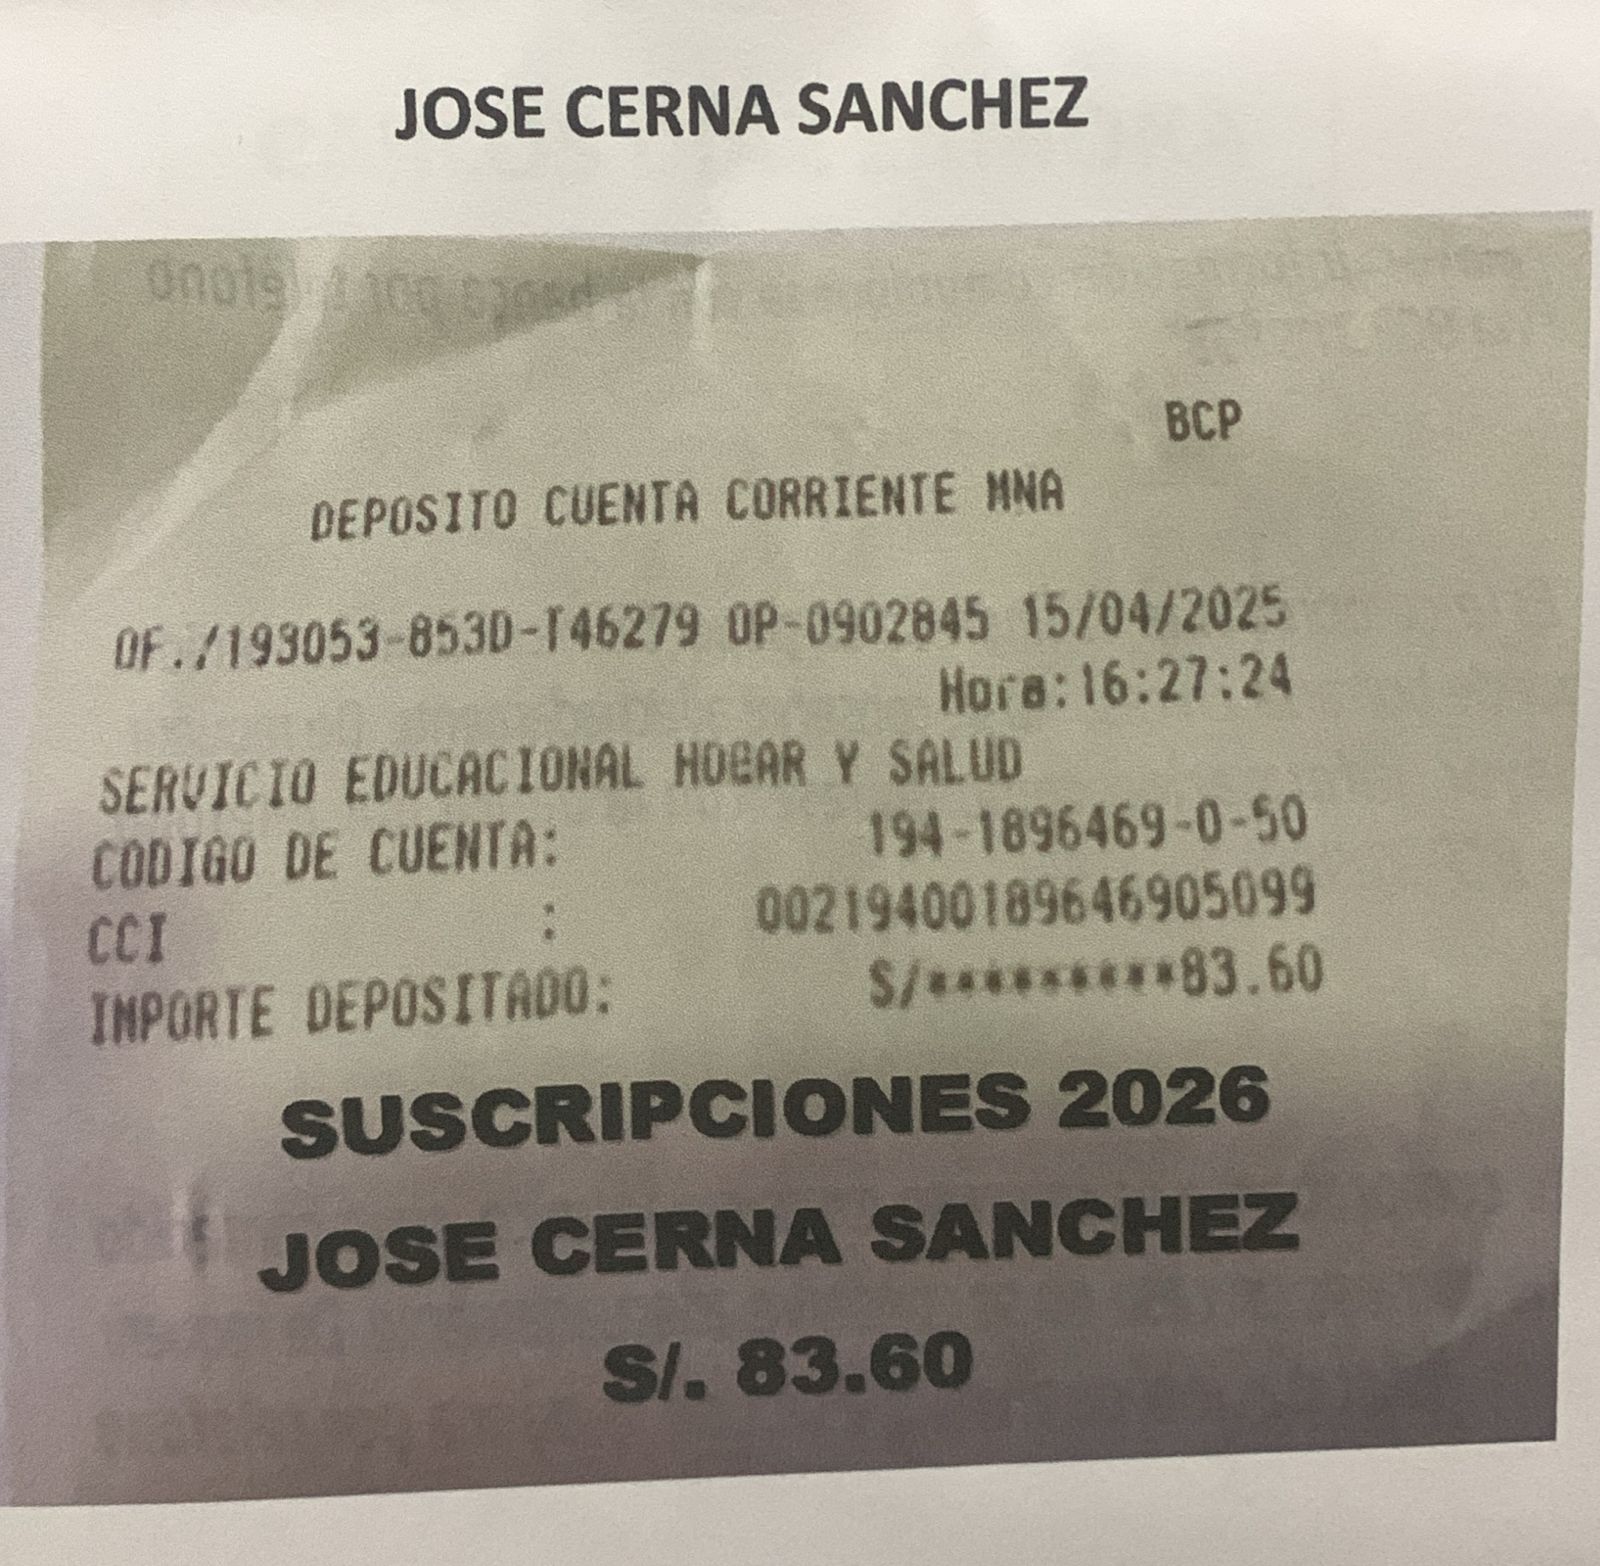 JOSE CERNA SANCHEZ
BCP
DEPOSITO CUENTA CORRIENTE MNA
OF./193053-853D-T46279 OP-0902845 15/04/2025
Hora:16:27:24
SERVICIO EDUCACIONAL HOGAR Y SALUD
CODIGO DE CUENTA: 194-1896469-0-50
CCI : 00219400189646905099
IMPORTE DEPOSITADO: S/*********83.60
SUSCRIPCIONES 2026
JOSE CERNA SANCHEZ
S/. 83.60